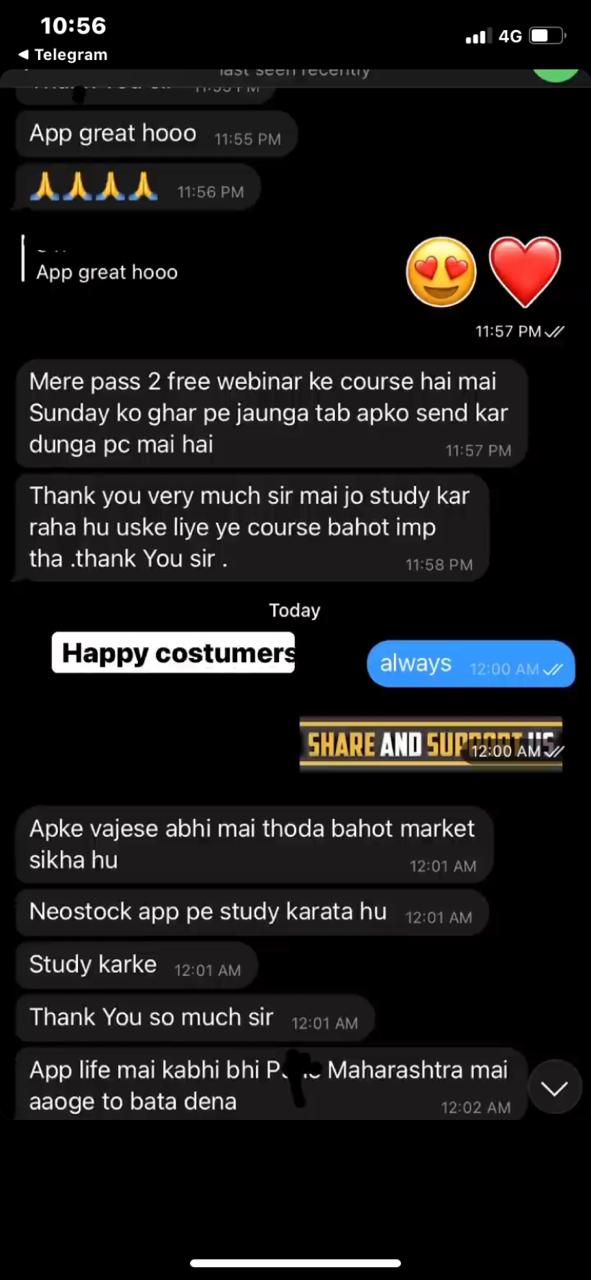 10:56
4G
◀ Telegram
last seen recently
11:55 PM
App great hooo 11:55 PM
🙏🙏🙏🙏 11:56 PM
App great hooo
😍❤️
11:57 PM
Mere pass 2 free webinar ke course hai mai
Sunday ko ghar pe jaunga tab apko send kar
dunga pc mai hai 11:57 PM
Thank you very much sir mai jo study kar
raha hu uske liye ye course bahot imp
tha .thank You sir . 11:58 PM
Today
Happy costumers
always 12:00 AM
SHARE AND SUPPORT US
12:00 AM
Apke vajese abhi mai thoda bahot market
sikha hu 12:01 AM
Neostock app pe study karata hu 12:01 AM
Study karke 12:01 AM
Thank You so much sir 12:01 AM
App life mai kabhi bhi Maharashtra mai
aaoge to bata dena 12:02 AM